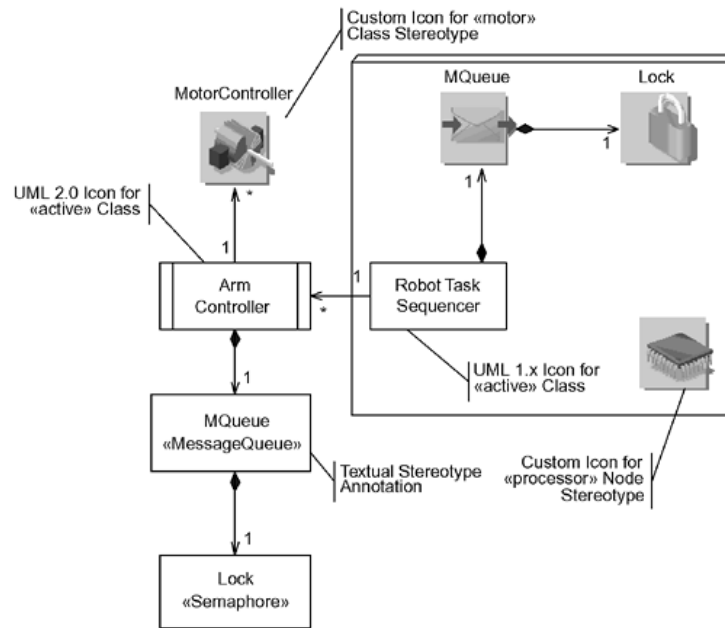 Custom Icon for «motor»
Class Stereotype
MotorController
MQueue
Lock
1
1
*
UML 2.0 Icon for
«active» Class
1
1
Arm
Controller
*
Robot Task
Sequencer
1
UML 1.x Icon for
«active» Class
MQueue
«MessageQueue»
Textual Stereotype
Annotation
Custom Icon for
«processor» Node
Stereotype
1
Lock
«Semaphore»